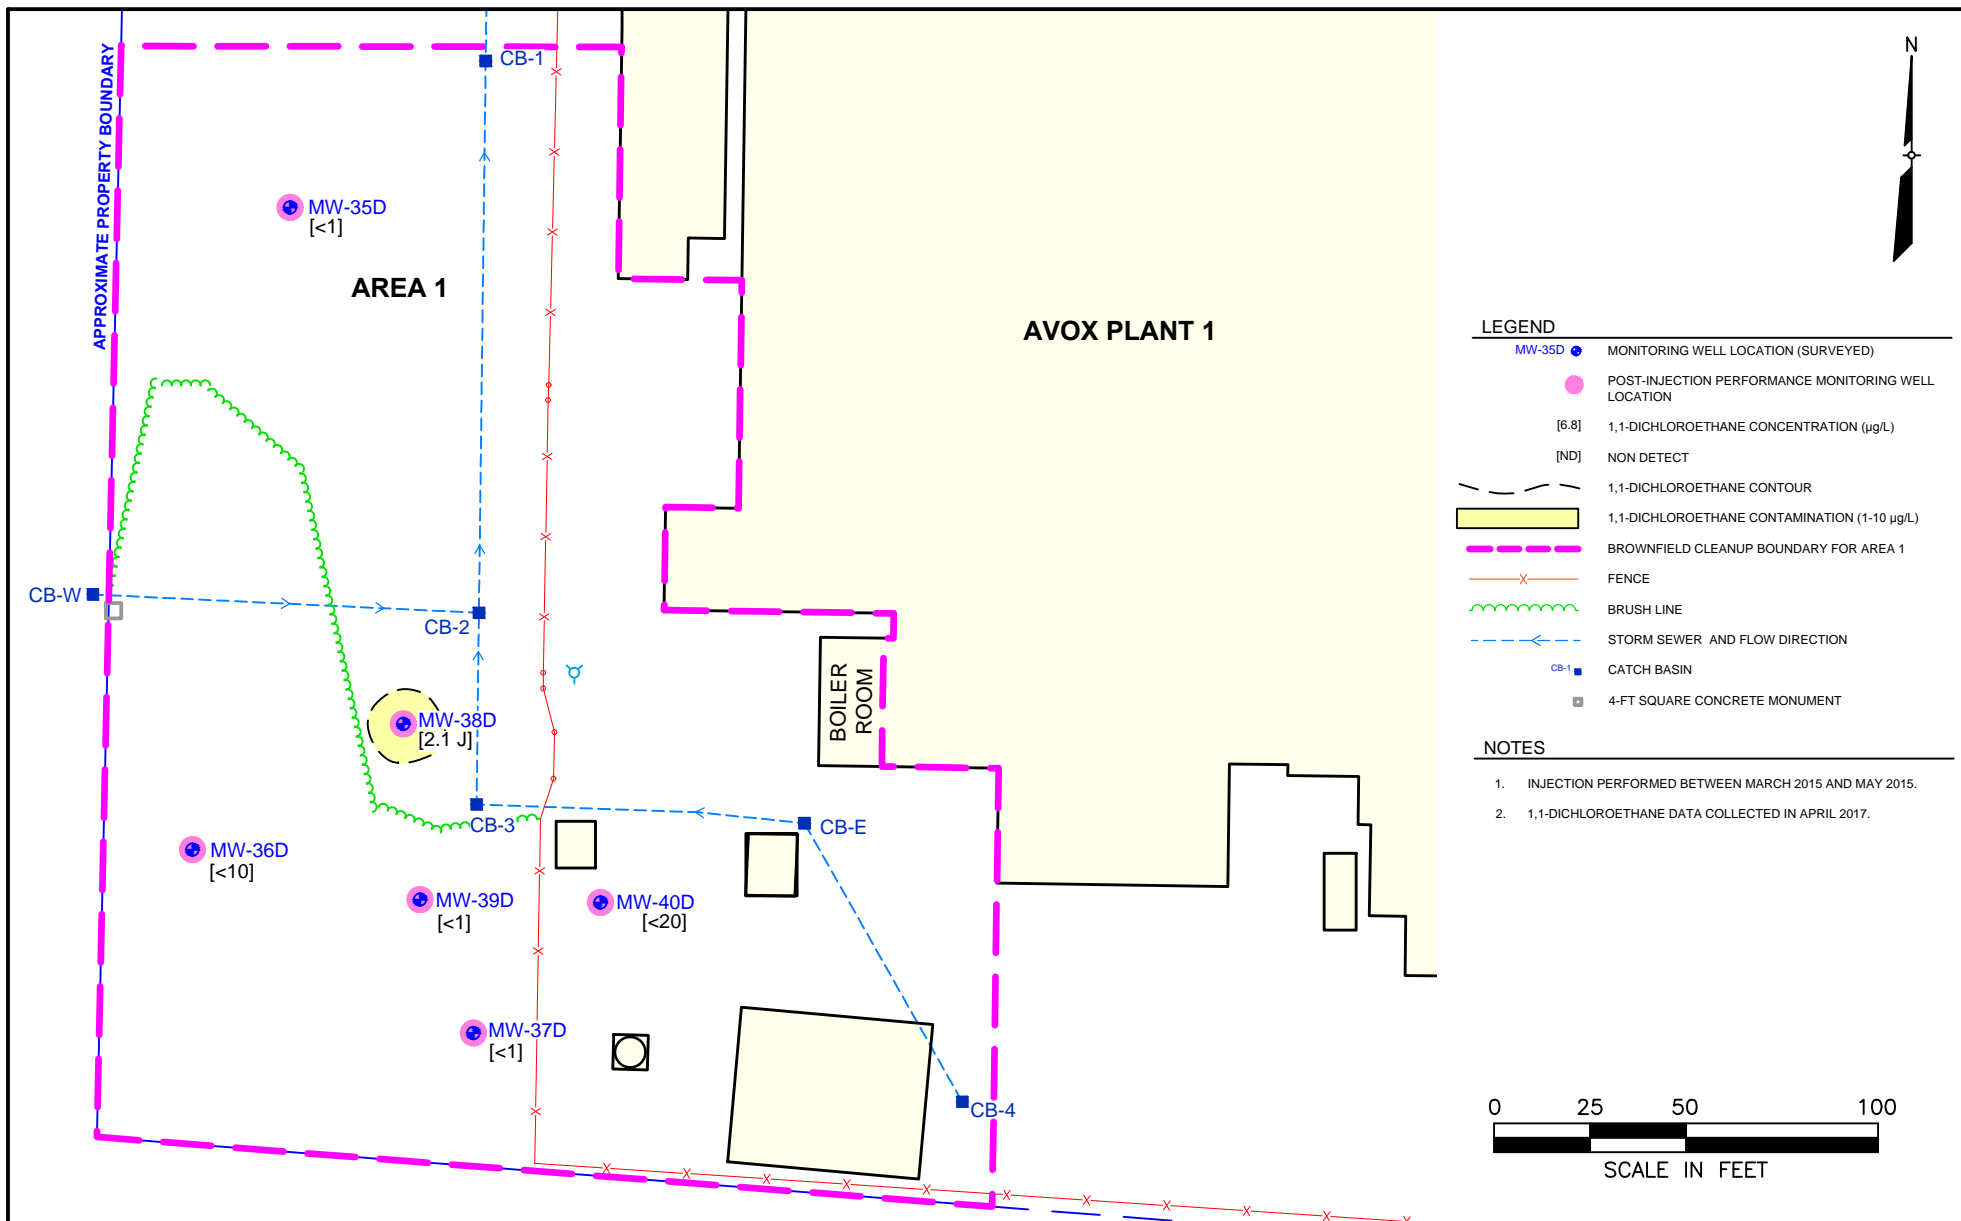 CB-1
N
APPROXIMATE PROPERTY BOUNDARY
MW-35D
[<1]
AREA 1
AVOX PLANT 1
CB-W
CB-2
BOILER
ROOM
MW-38D
[2.1 J]
CB-3
CB-E
MW-36D
[<10]
MW-39D
[<1]
MW-40D
[<20]
MW-37D
[<1]
CB-4
LEGEND
MW-35D MONITORING WELL LOCATION (SURVEYED)
POST-INJECTION PERFORMANCE MONITORING WELL
LOCATION
[6.8] 1,1-DICHLOROETHANE CONCENTRATION (µg/L)
[ND] NON DETECT
1,1-DICHLOROETHANE CONTOUR
1,1-DICHLOROETHANE CONTAMINATION (1-10 µg/L)
BROWNFIELD CLEANUP BOUNDARY FOR AREA 1
FENCE
BRUSH LINE
STORM SEWER AND FLOW DIRECTION
CB-1 CATCH BASIN
4-FT SQUARE CONCRETE MONUMENT
NOTES
1. INJECTION PERFORMED BETWEEN MARCH 2015 AND MAY 2015.
2. 1,1-DICHLOROETHANE DATA COLLECTED IN APRIL 2017.
0 25 50 100
SCALE IN FEET